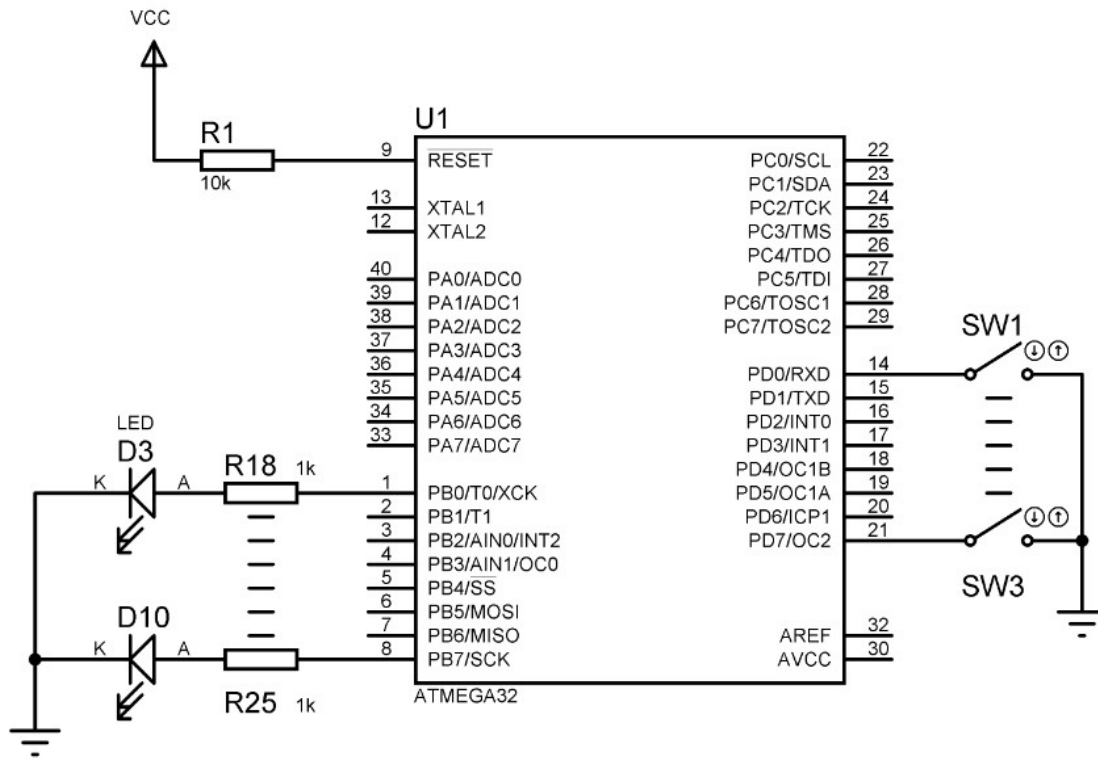 VCC
R1
10k
U1
9 RESET
13 XTAL1
12 XTAL2
40 PA0/ADC0
39 PA1/ADC1
38 PA2/ADC2
37 PA3/ADC3
36 PA4/ADC4
35 PA5/ADC5
34 PA6/ADC6
33 PA7/ADC7
1 PB0/T0/XCK
2 PB1/T1
3 PB2/AIN0/INT2
4 PB3/AIN1/OC0
5 PB4/SS
6 PB5/MOSI
7 PB6/MISO
8 PB7/SCK
PC0/SCL 22
PC1/SDA 23
PC2/TCK 24
PC3/TMS 25
PC4/TDO 26
PC5/TDI 27
PC6/TOSC1 28
PC7/TOSC2 29
PD0/RXD 14
PD1/TXD 15
PD2/INT0 16
PD3/INT1 17
PD4/OC1B 18
PD5/OC1A 19
PD6/ICP1 20
PD7/OC2 21
AREF 32
AVCC 30
ATMEGA32
LED
D3
K A
R18 1k
D10
K A
R25 1k
SW1
SW3